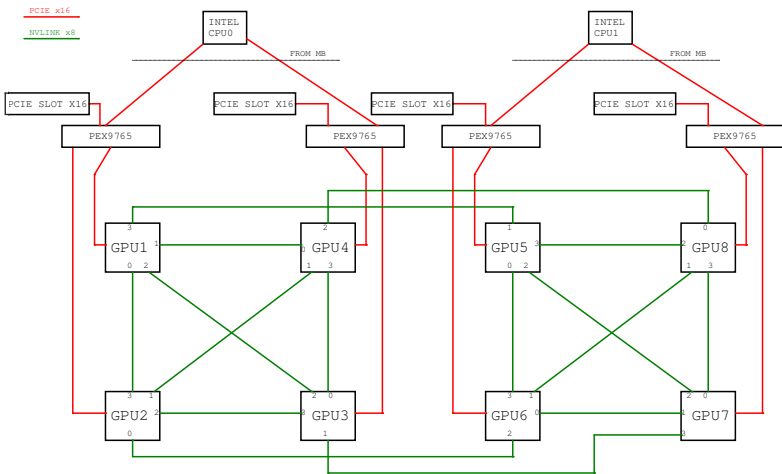 PCIE x16
NVLINK x8
INTEL
CPU0
INTEL
CPU1
FROM MB
FROM MB
PCIE SLOT X16
PCIE SLOT X16
PCIE SLOT X16
PCIE SLOT X16
PEX9765
PEX9765
PEX9765
PEX9765
3
2
1
0
GPU1
1
0
GPU4
GPU5
3
2
GPU8
0
2
1
3
0
2
1
3
3
1
2
0
3
1
2
0
GPU2
2
3
GPU3
GPU6
0
1
GPU7
0
1
2
3